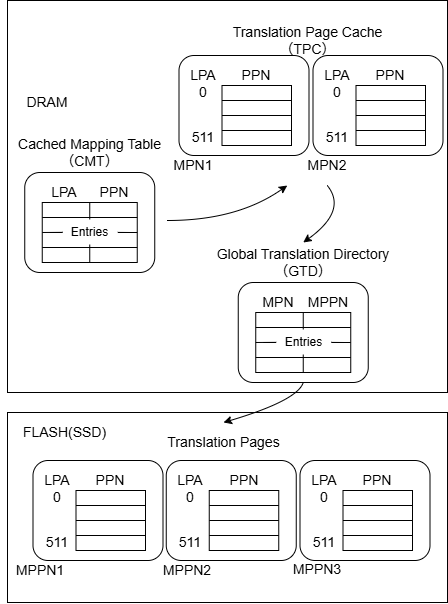 Translation Page Cache
(TPC)
LPA PPN
0
511
MPN1
LPA PPN
0
511
MPN2
DRAM
Cached Mapping Table
(CMT)
LPA PPN
Entries
Global Translation Directory
(GTD)
MPN MPPN
Entries
FLASH(SSD)
Translation Pages
LPA PPN
0
511
MPPN1
LPA PPN
0
511
MPPN2
LPA PPN
0
511
MPPN3